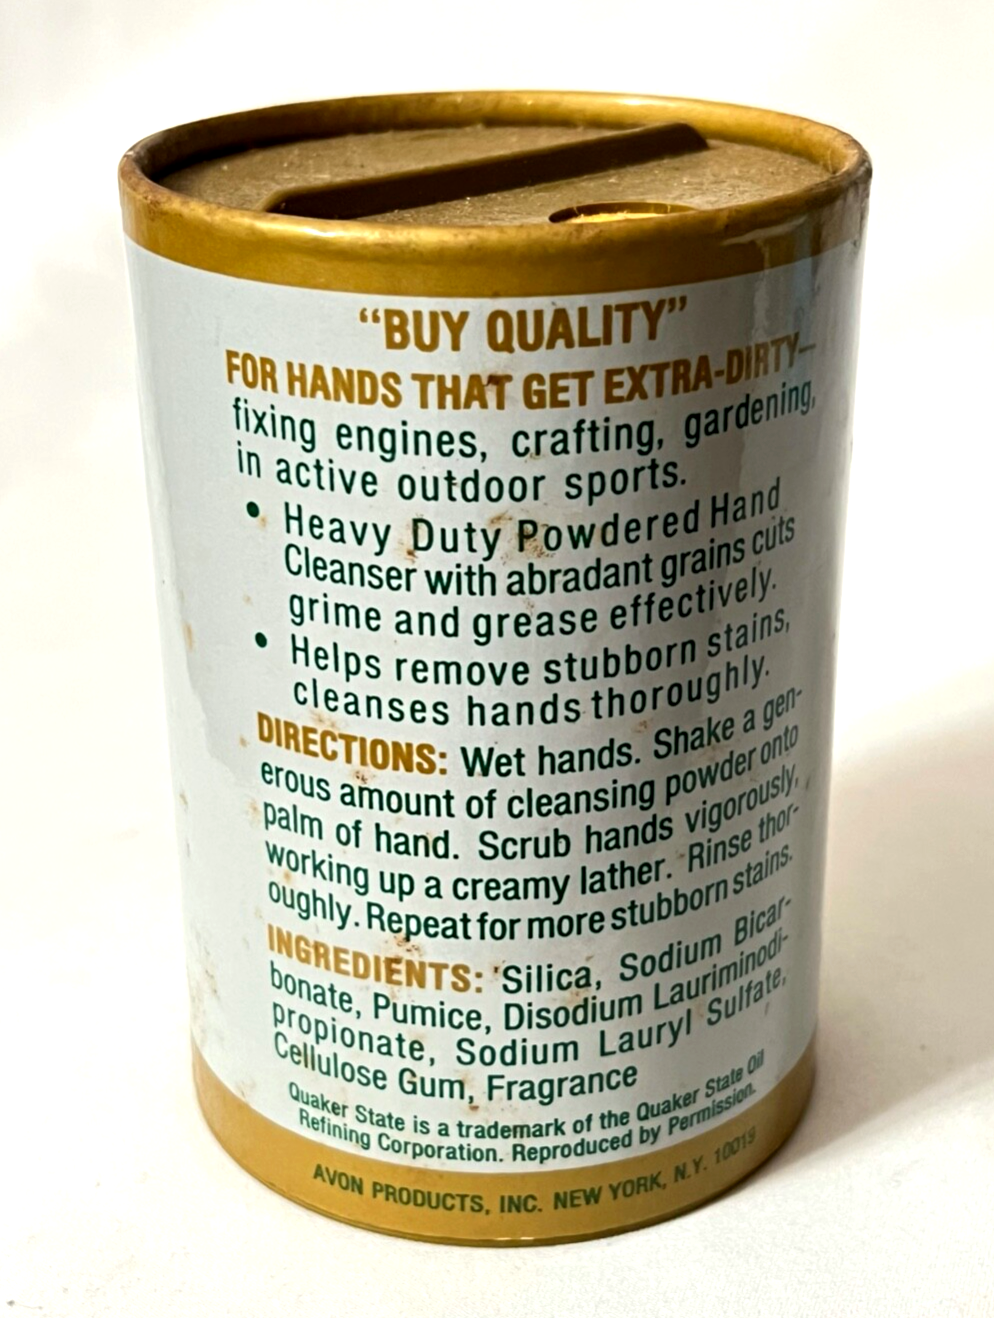 “BUY QUALITY”
FOR HANDS THAT GET EXTRA-DIRTY—
fixing engines, crafting, gardening,
in active outdoor sports.
• Heavy Duty Powdered Hand
Cleanser with abradant grains cuts
grime and grease effectively.
• Helps remove stubborn stains,
cleanses hands thoroughly.
DIRECTIONS: Wet hands. Shake a gen-
erous amount of cleansing powder onto
palm of hand. Scrub hands vigorously,
working up a creamy lather. Rinse thor-
oughly. Repeat for more stubborn stains.
INGREDIENTS: Silica, Sodium Bicar-
bonate, Pumice, Disodium Lauriminodi-
propionate, Sodium Lauryl Sulfate,
Cellulose Gum, Fragrance
Quaker State is a trademark of the Quaker State Oil
Refining Corporation. Reproduced by Permission.
AVON PRODUCTS, INC. NEW YORK, N.Y. 10019